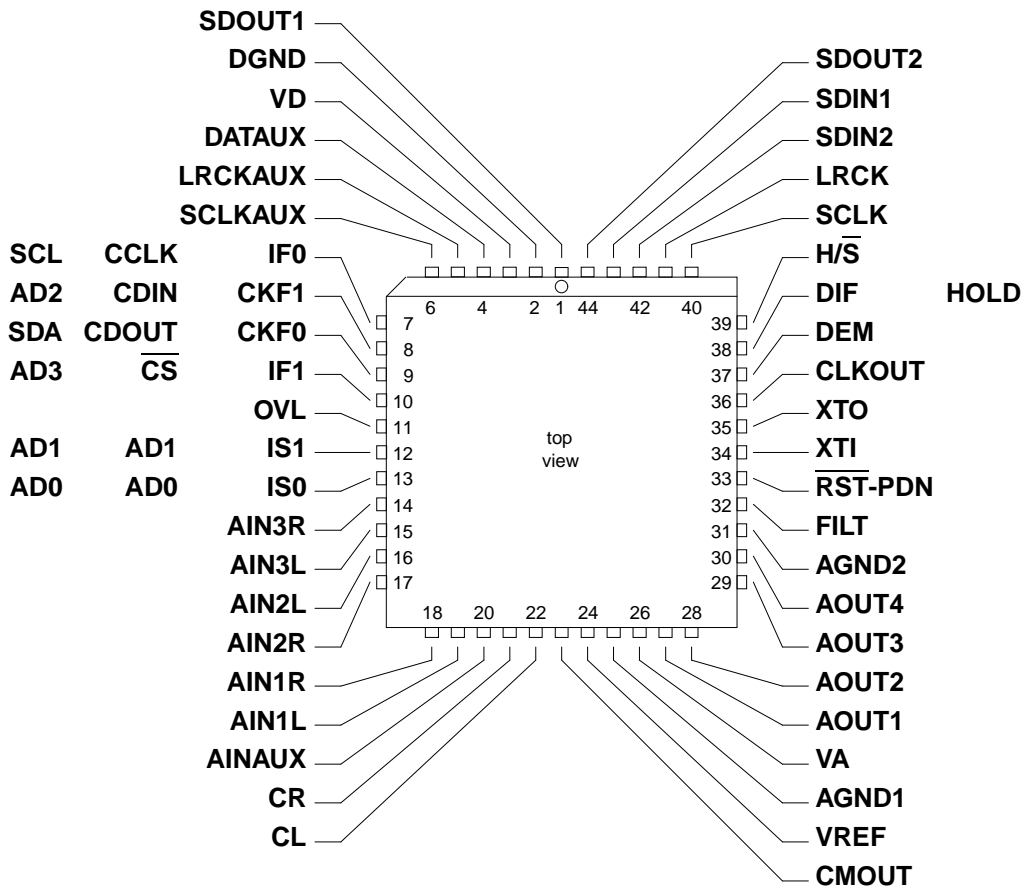 SDOUT1
DGND SDOUT2
VD SDIN1
DATAUX SDIN2
LRCKAUX LRCK
SCLKAUX SCLK
SCL CCLK IF0 H/S̅
AD2 CDIN CKF1 DIF HOLD
SDA CDOUT CKF0 DEM
AD3 C̅S̅ IF1 CLKOUT
OVL XTO
AD1 AD1 IS1 XTI
AD0 AD0 IS0 R̅S̅T̅-PDN
AIN3R FILT
AIN3L AGND2
AIN2L AOUT4
AIN2R AOUT3
AIN1R AOUT2
AIN1L AOUT1
AINAUX VA
CR AGND1
CL VREF
CMOUT
6 4 2 1 44 42 40
7 39
8 38
9 37
10 36
11 35
12 34
13 33
14 32
15 31
16 30
17 29
18 20 22 24 26 28
top
view